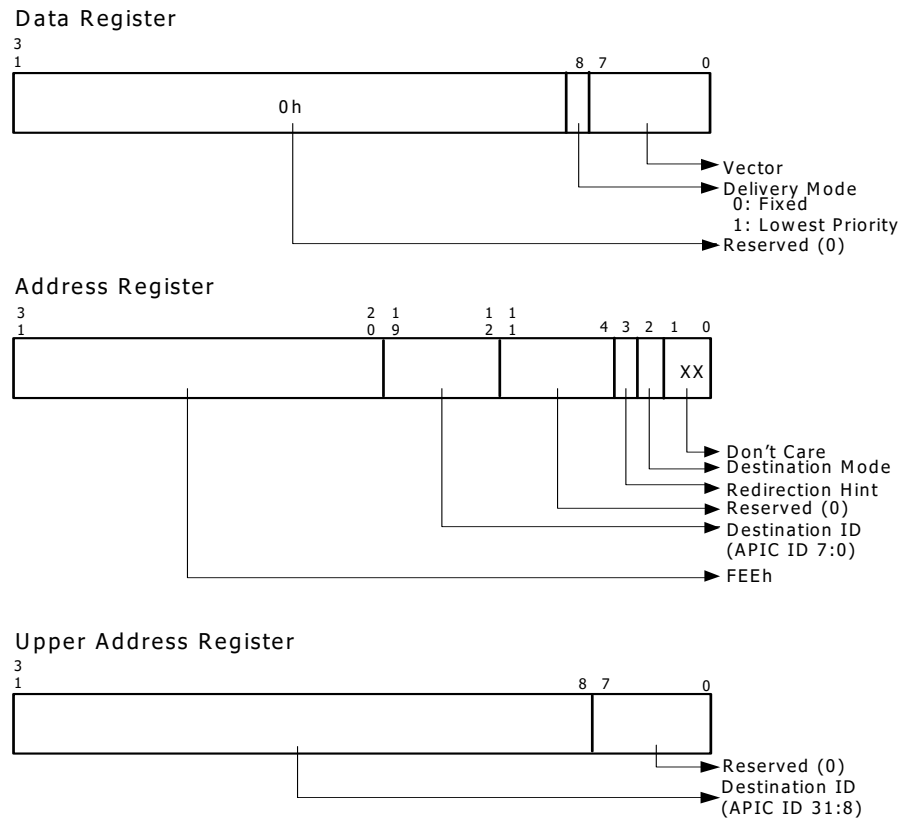 Data Register
3
1 8 7 0
0h
Vector
Delivery Mode
0: Fixed
1: Lowest Priority
Reserved (0)
Address Register
3 2 1 1 1
1 0 9 2 1 4 3 2 1 0
XX
Don't Care
Destination Mode
Redirection Hint
Reserved (0)
Destination ID
(APIC ID 7:0)
FEEh
Upper Address Register
3
1 8 7 0
Reserved (0)
Destination ID
(APIC ID 31:8)